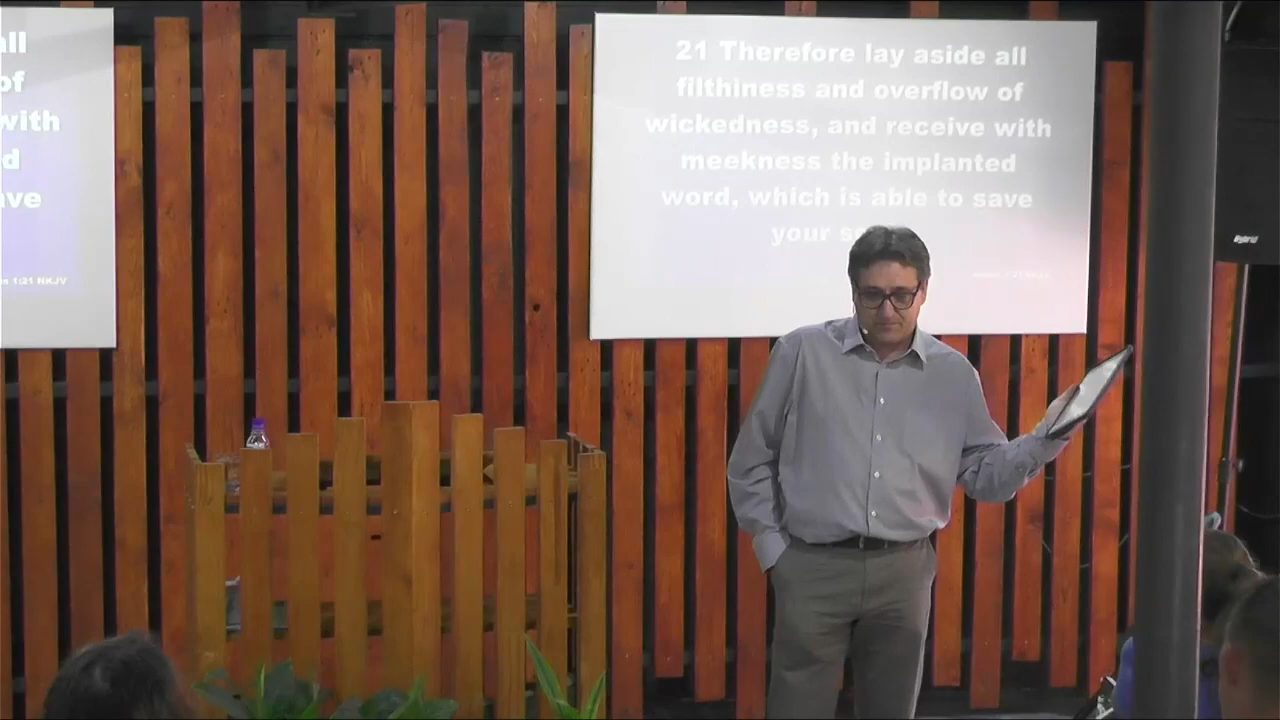 all
of
with
ave
1:21 NKJV
21 Therefore lay aside all
filthiness and overflow of
wickedness, and receive with
meekness the implanted
word, which is able to save
your
Hybrid